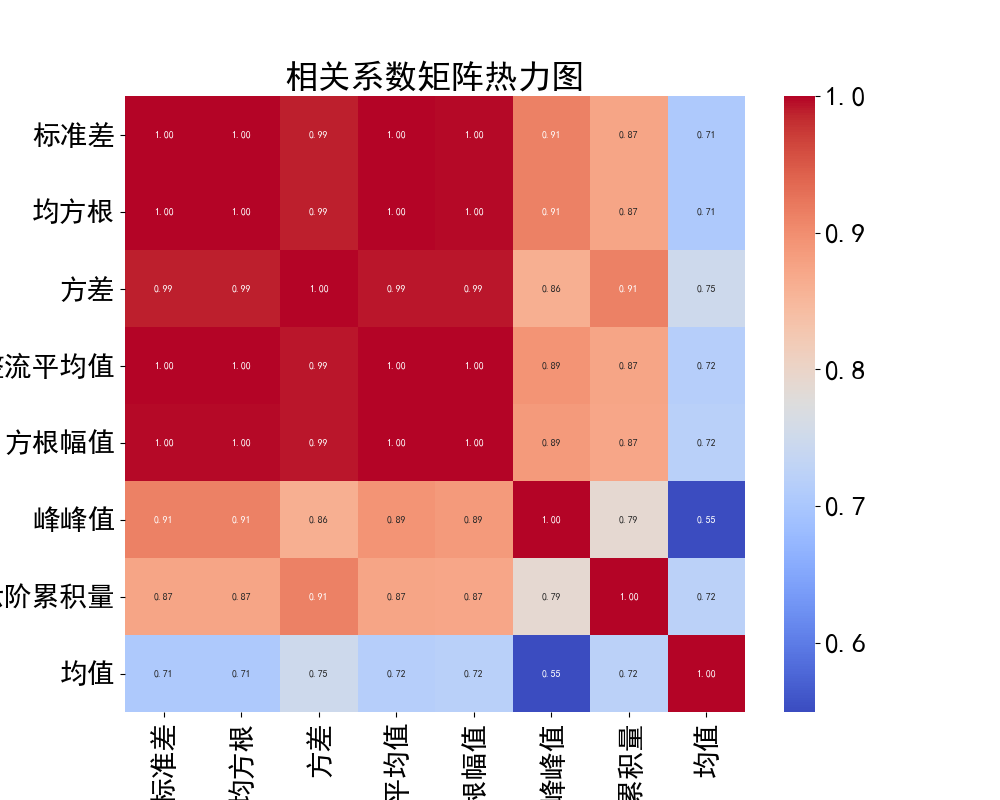 相关系数矩阵热力图
标准差 1.00 1.00 0.99 1.00 1.00 0.91 0.87 0.71
均方根 1.00 1.00 0.99 1.00 1.00 0.91 0.87 0.71
方差 0.99 0.99 1.00 0.99 0.99 0.86 0.91 0.75
流平均值 1.00 1.00 0.99 1.00 1.00 0.89 0.87 0.72
方根幅值 1.00 1.00 0.99 1.00 1.00 0.89 0.87 0.72
峰峰值 0.91 0.91 0.86 0.89 0.89 1.00 0.79 0.55
阶累积量 0.87 0.87 0.91 0.87 0.87 0.79 1.00 0.72
均值 0.71 0.71 0.75 0.72 0.72 0.55 0.72 1.00
标准差
均方根
方差
平均值
根幅值
峰峰值
累积量
均值
1.0
0.9
0.8
0.7
0.6